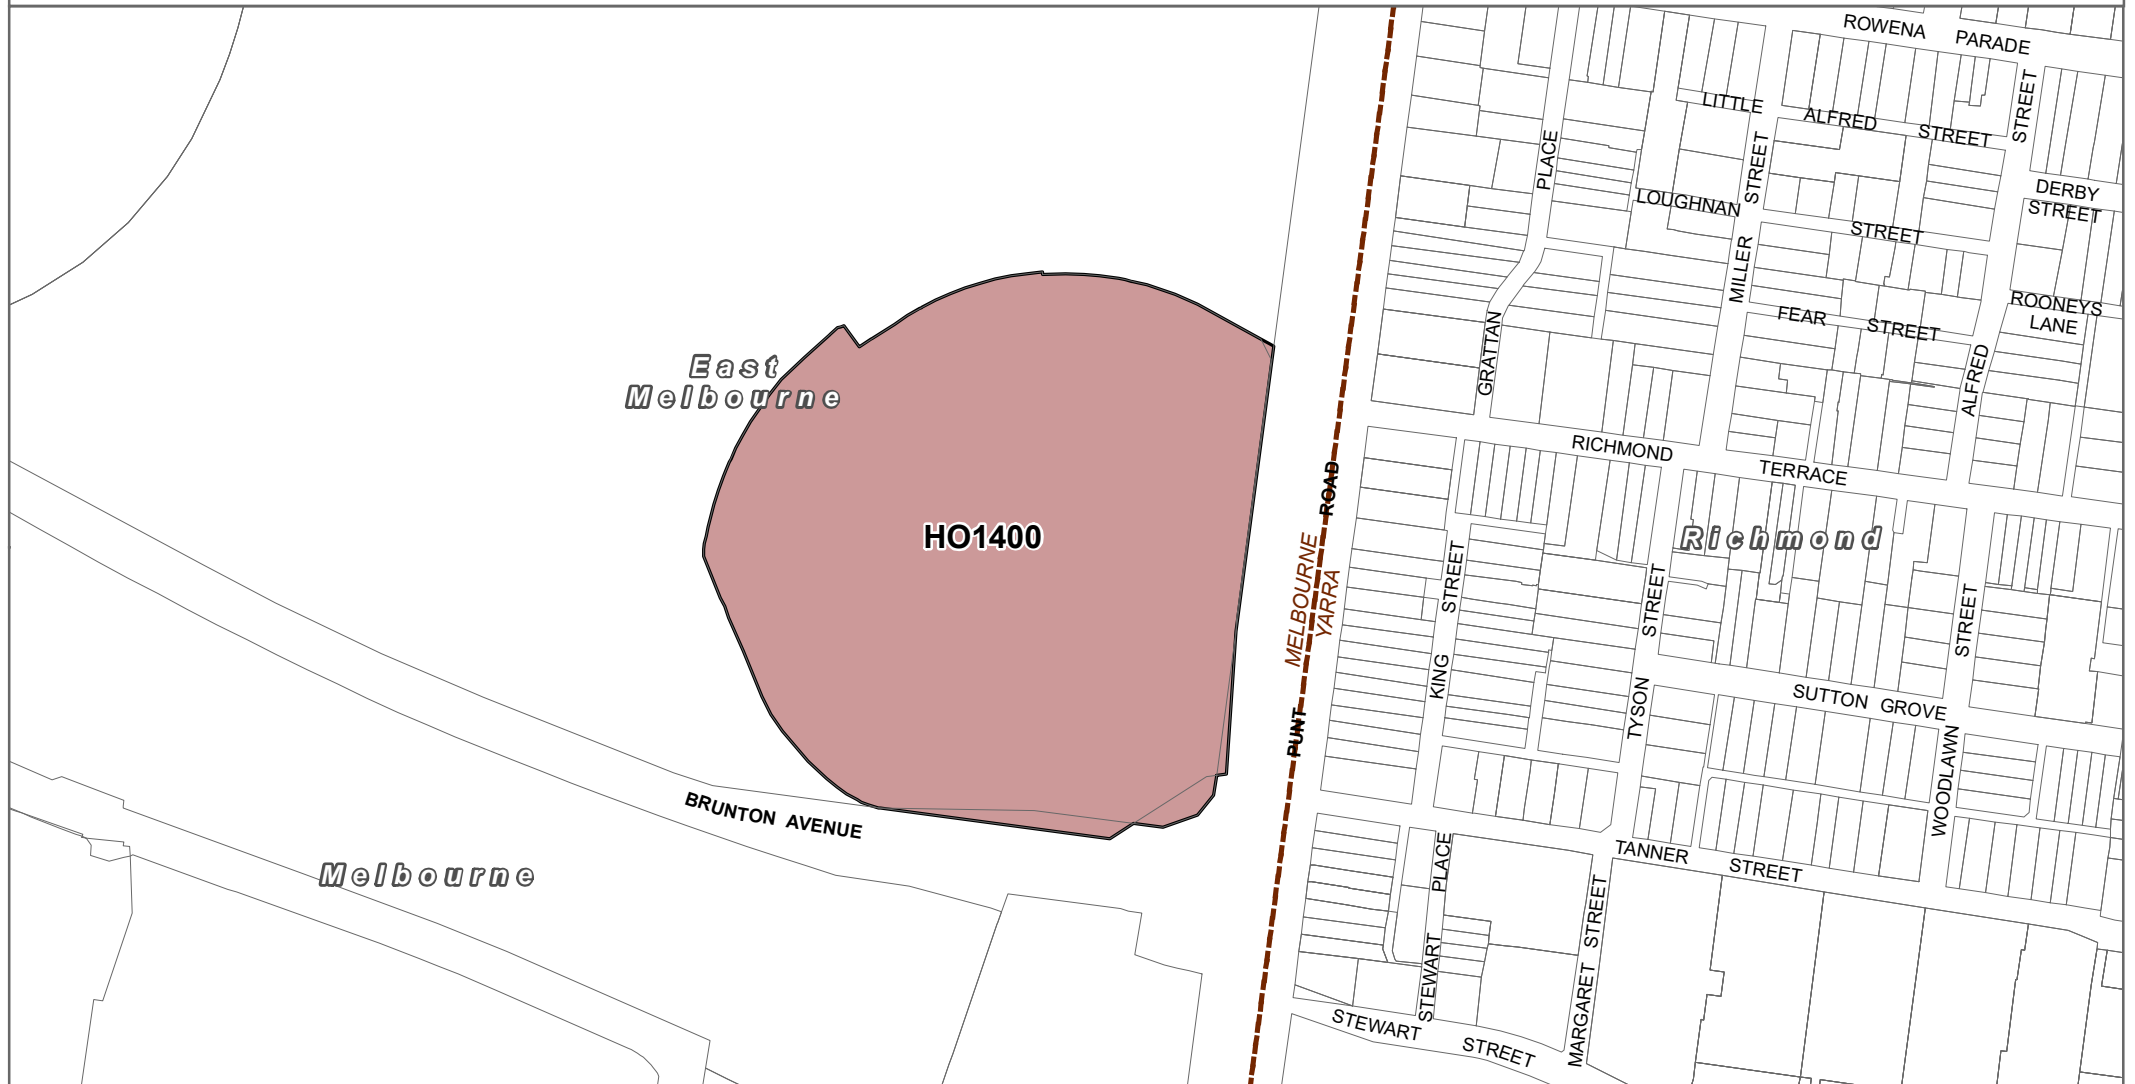 ROWENA PARADE
STREET
LITTLE ALFRED STREET
PLACE
STREET
DERBY
STREET
LOUGHNAN STREET
MILLER
ROONEYS
LANE
FEAR STREET
GRATTAN
ALFRED
East
Melbourne
RICHMOND TERRACE
ROAD
HO1400
Richmond
MELBOURNE
YARRA
STREET
STREET
STREET
KING
TYSON
SUTTON GROVE
PUNT
WOODLAWN
BRUNTON AVENUE
TANNER STREET
PLACE
Melbourne
STREET
STEWART
MARGARET
STEWART STREET